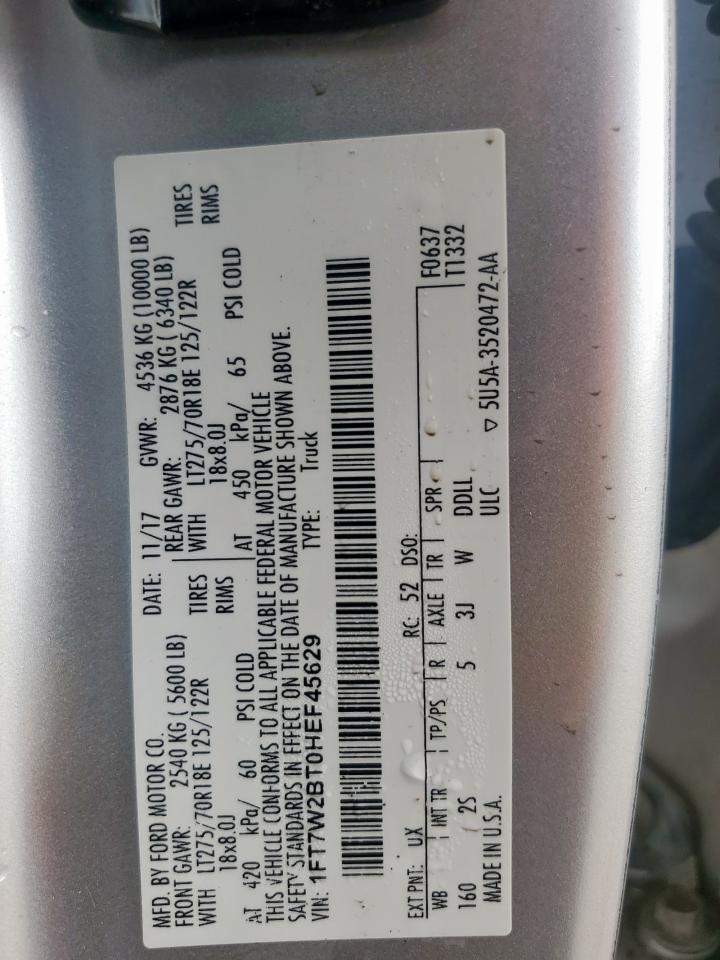 MFD. BY FORD MOTOR CO.
DATE: 11/17 GVWR: 4536 KG (10000 LB)
FRONT GAWR: 2540 KG ( 5600 LB)
REAR GAWR: 2876 KG ( 6340 LB)
WITH LT275/70R18E 125/122R TIRES
WITH LT275/70R18E 125/122R TIRES
18x8.0J RIMS
18x8.0J RIMS
AT 420 kPa/ 60 PSI COLD
AT 450 kPa/ 65 PSI COLD
THIS VEHICLE CONFORMS TO ALL APPLICABLE FEDERAL MOTOR VEHICLE
SAFETY STANDARDS IN EFFECT ON THE DATE OF MANUFACTURE SHOWN ABOVE.
VIN: 1FT7W2BT0HEF45629 TYPE: Truck
EXT PNT: UX RC: 52 DSO: F0637
WB INT TR TP/PS R AXLE TR SPR T1332
160 2S 5 3J W DDLL
MADE IN U.S.A. ULC ▽ 5U5A-3520472-AA